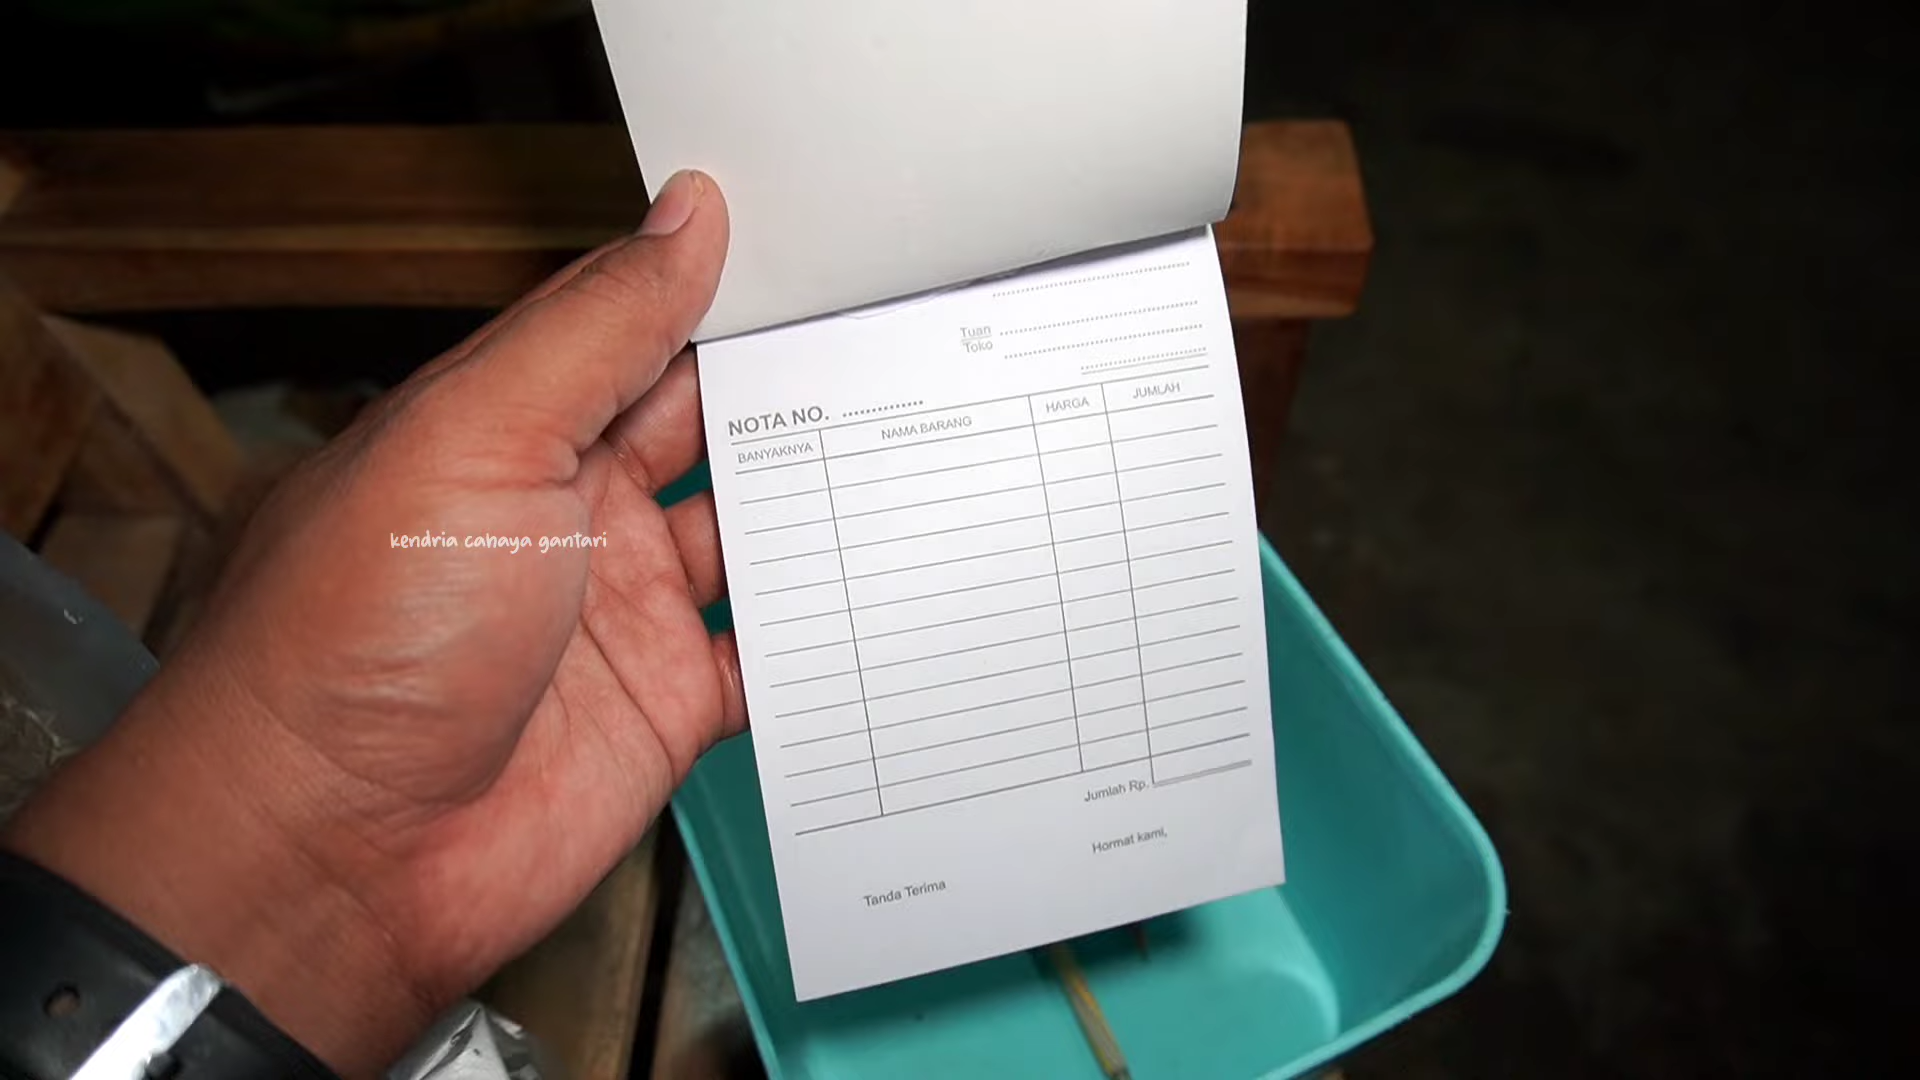 Tuan
Toko
NOTA NO. ..............
BANYAKNYA NAMA BARANG HARGA JUMLAH
kendria cahaya gantari
Jumlah Rp.
Hormat kami,
Tanda Terima